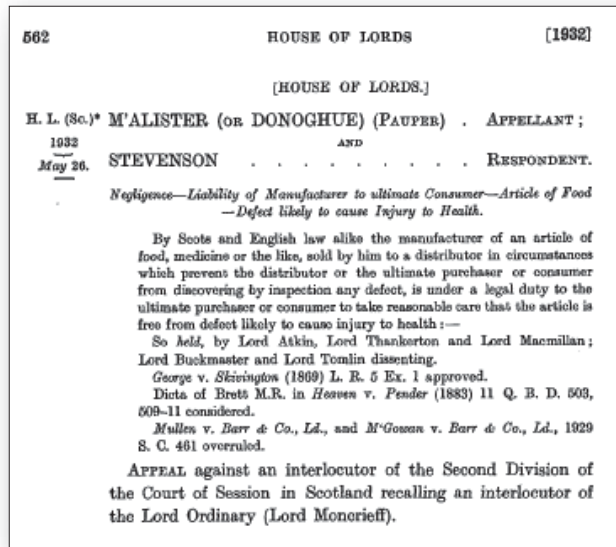 562 HOUSE OF LORDS [1932]
[HOUSE OF LORDS.]
H. L. (Sc.)* M'ALISTER (OR DONOGHUE) (PAUPER) . APPELLANT ;
1932 AND
May 26. STEVENSON . . . . . . . . . RESPONDENT.
Negligence—Liability of Manufacturer to ultimate Consumer—Article of Food
—Defect likely to cause Injury to Health.
By Scots and English law alike the manufacturer of an article of
food, medicine or the like, sold by him to a distributor in circumstances
which prevent the distributor or the ultimate purchaser or consumer
from discovering by inspection any defect, is under a legal duty to the
ultimate purchaser or consumer to take reasonable care that the article is
free from defect likely to cause injury to health :—
So held, by Lord Atkin, Lord Thankerton and Lord Macmillan ;
Lord Buckmaster and Lord Tomlin dissenting.
George v. Skivington (1869) L. R. 5 Ex. 1 approved.
Dicta of Brett M.R. in Heaven v. Pender (1883) 11 Q. B. D. 503,
509–11 considered.
Mullen v. Barr & Co., Ld., and M'Gowan v. Barr & Co., Ld., 1929
S. C. 461 overruled.
APPEAL against an interlocutor of the Second Division of
the Court of Session in Scotland recalling an interlocutor of
the Lord Ordinary (Lord Moncrieff).